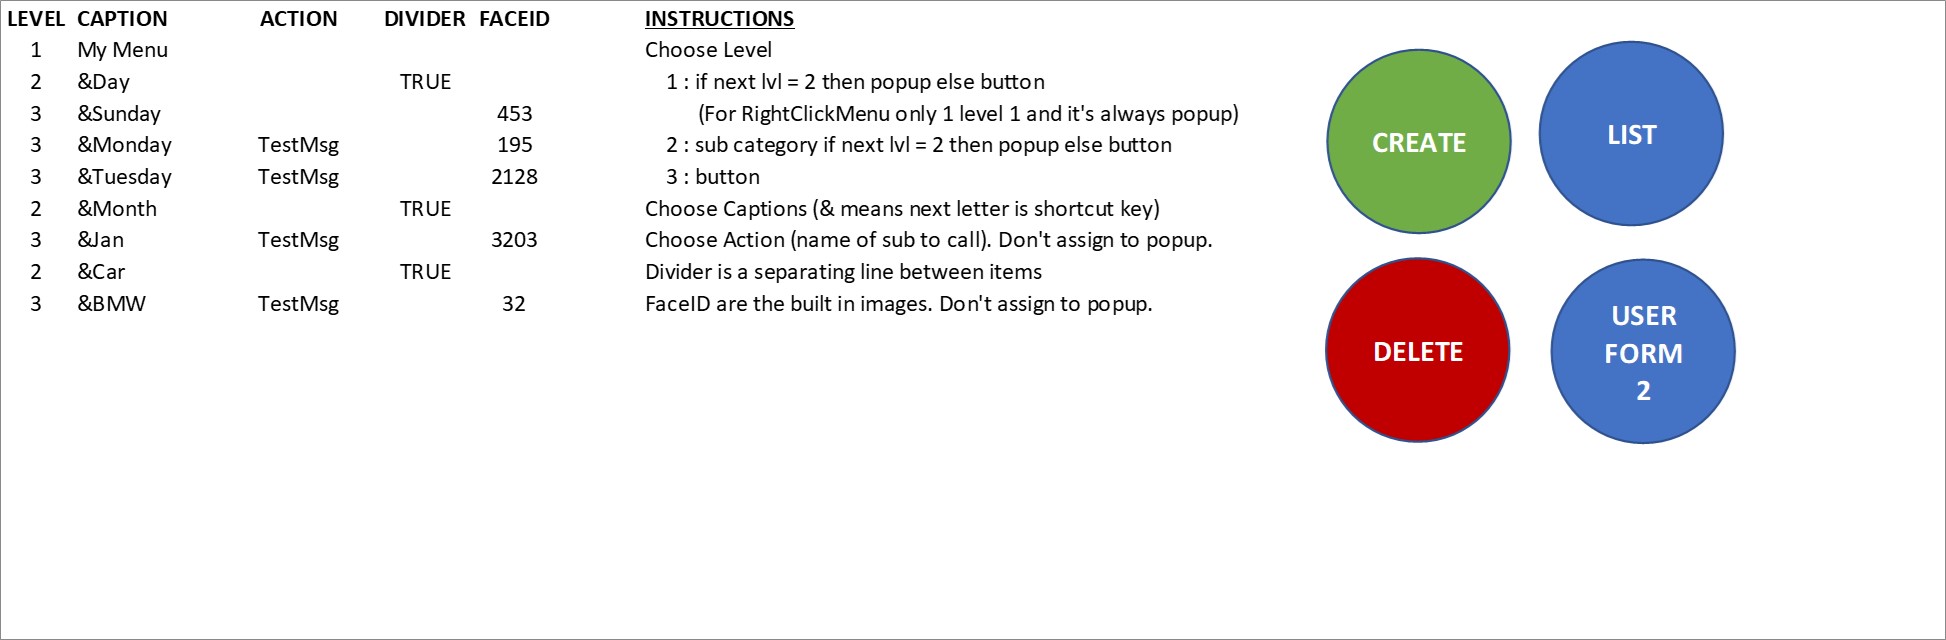 LEVEL CAPTION ACTION DIVIDER FACEID INSTRUCTIONS
1 My Menu Choose Level
2 &Day TRUE 1 : if next lvl = 2 then popup else button
3 &Sunday 453 (For RightClickMenu only 1 level 1 and it's always popup)
3 &Monday TestMsg 195 2 : sub category if next lvl = 2 then popup else button
3 &Tuesday TestMsg 2128 3 : button
2 &Month TRUE Choose Captions (& means next letter is shortcut key)
3 &Jan TestMsg 3203 Choose Action (name of sub to call). Don't assign to popup.
2 &Car TRUE Divider is a separating line between items
3 &BMW TestMsg 32 FaceID are the built in images. Don't assign to popup.
CREATE
LIST
DELETE
USER
FORM
2